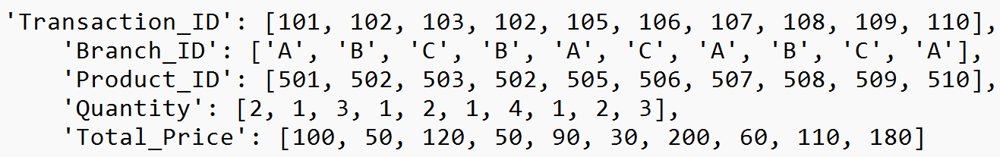 'Transaction_ID': [101, 102, 103, 102, 105, 106, 107, 108, 109, 110],
'Branch_ID': ['A', 'B', 'C', 'B', 'A', 'C', 'A', 'B', 'C', 'A'],
'Product_ID': [501, 502, 503, 502, 505, 506, 507, 508, 509, 510],
'Quantity': [2, 1, 3, 1, 2, 1, 4, 1, 2, 3],
'Total_Price': [100, 50, 120, 50, 90, 30, 200, 60, 110, 180]